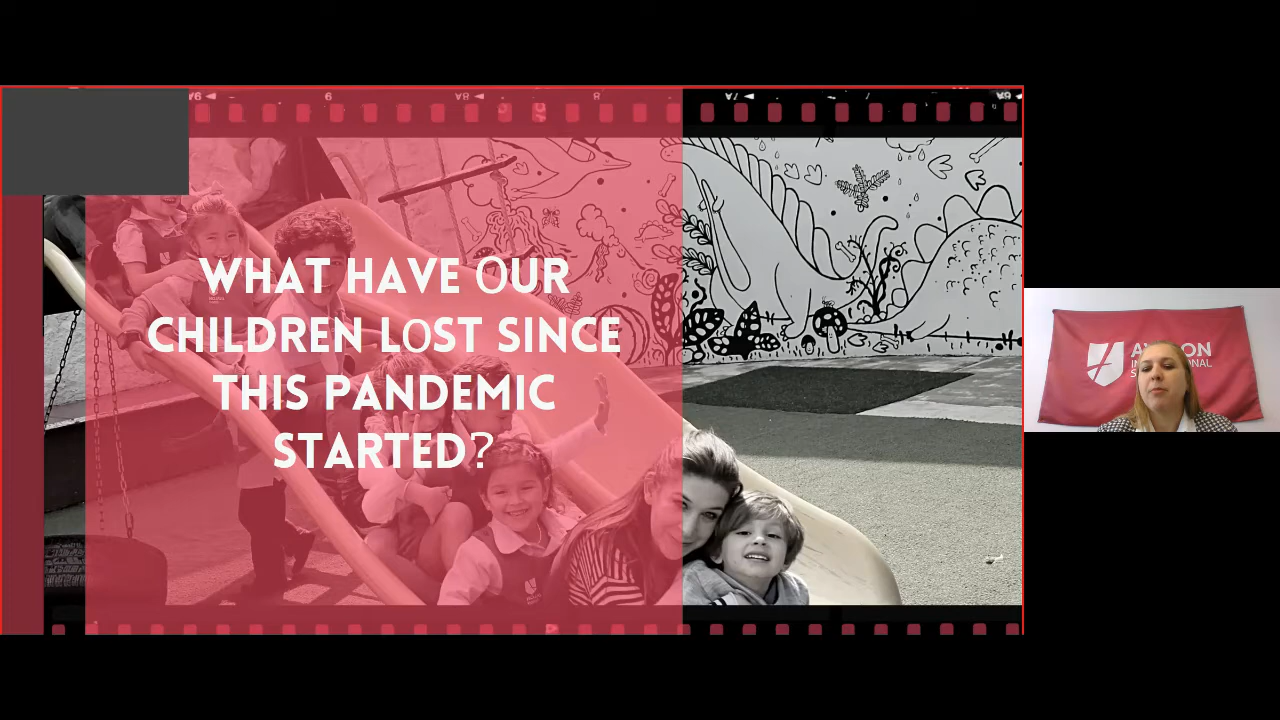 WHAT HAVE OUR
CHILDREN LOST SINCE
THIS PANDEMIC
STARTED?